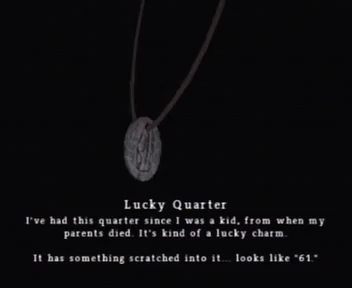 Lucky Quarter
I've had this quarter since I was a kid, from when my
parents died. It's kind of a lucky charm.
It has something scratched into it... looks like "61."